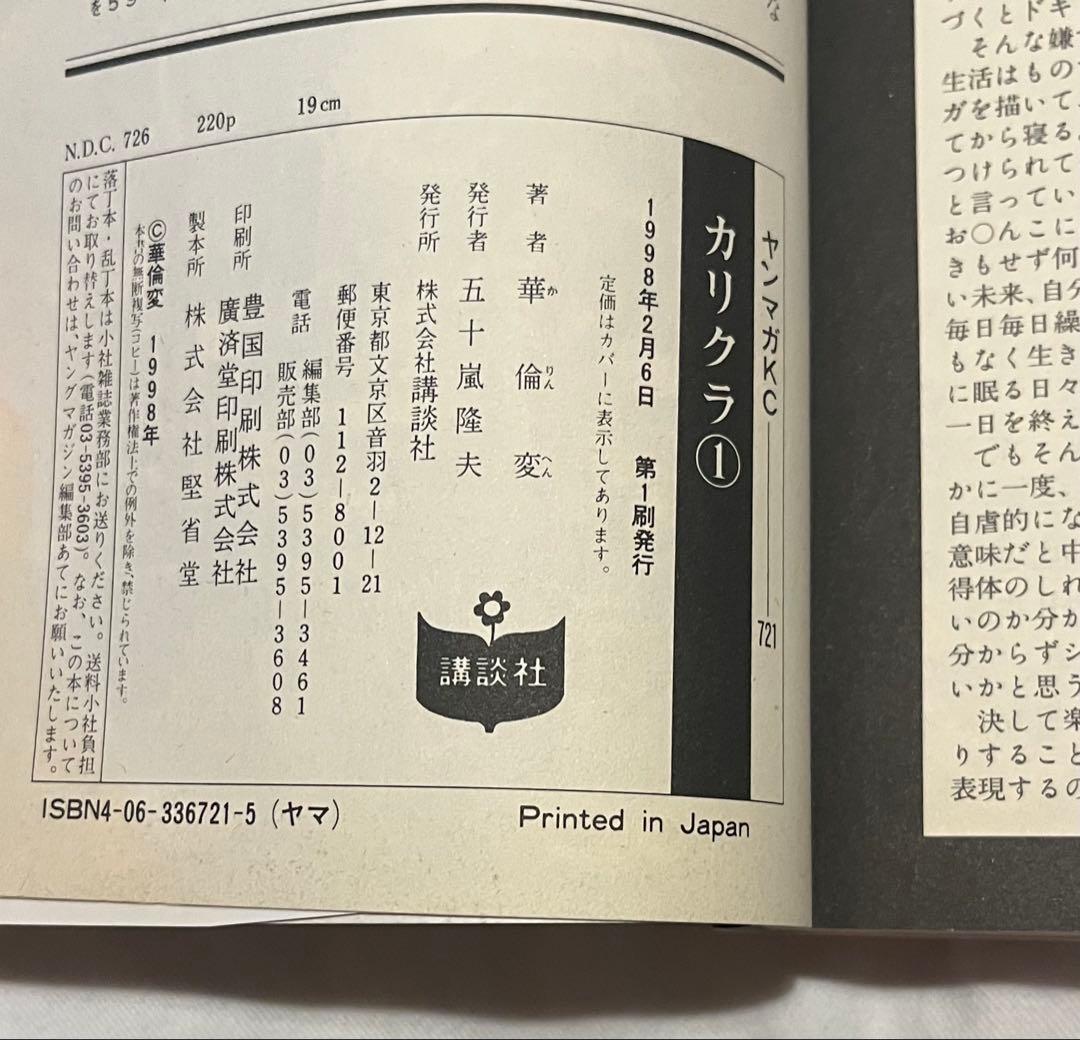 N.D.C. 726 220p 19cm
ヤンマガKC 721
カリクラ①
1998年2月6日 第1刷発行
定価はカバーに表示してあります。
著者 華倫変
か りん へん
発行者 五十嵐隆夫
発行所 株式会社講談社
東京都文京区音羽2-12-21
郵便番号 112-8001
電話 編集部(03)5395-3461
販売部(03)5395-3608
印刷所 豊国印刷株式会社
廣済堂印刷株式会社
製本所 株式会社堅省堂
©華倫変 1998年
本書の無断複写(コピー)は著作権法上での例外を除き、禁じられています。
落丁本・乱丁本は小社雑誌業務部にお送りください。送料小社負担
にてお取り替えします(電話03-5395-3603)。なお、この本について
のお問い合わせは、ヤングマガジン編集部あてにお願いいたします。
講談社
ISBN4-06-336721-5 (ヤマ)
Printed in Japan
づくとドキ
そんな嫌
生活はもの
ガを描いて
てから寝る
つけられて
と言ってい
お○んこに
きもせず何
い未来、自分
毎日毎日繰
もなく生き
に眠る日々
一日を終え
でもそん
かに一度、
自虐的にな
意味だと中
得体のしれ
いのか分か
分からずシ
いかと思う
決して楽
りすること
表現するの